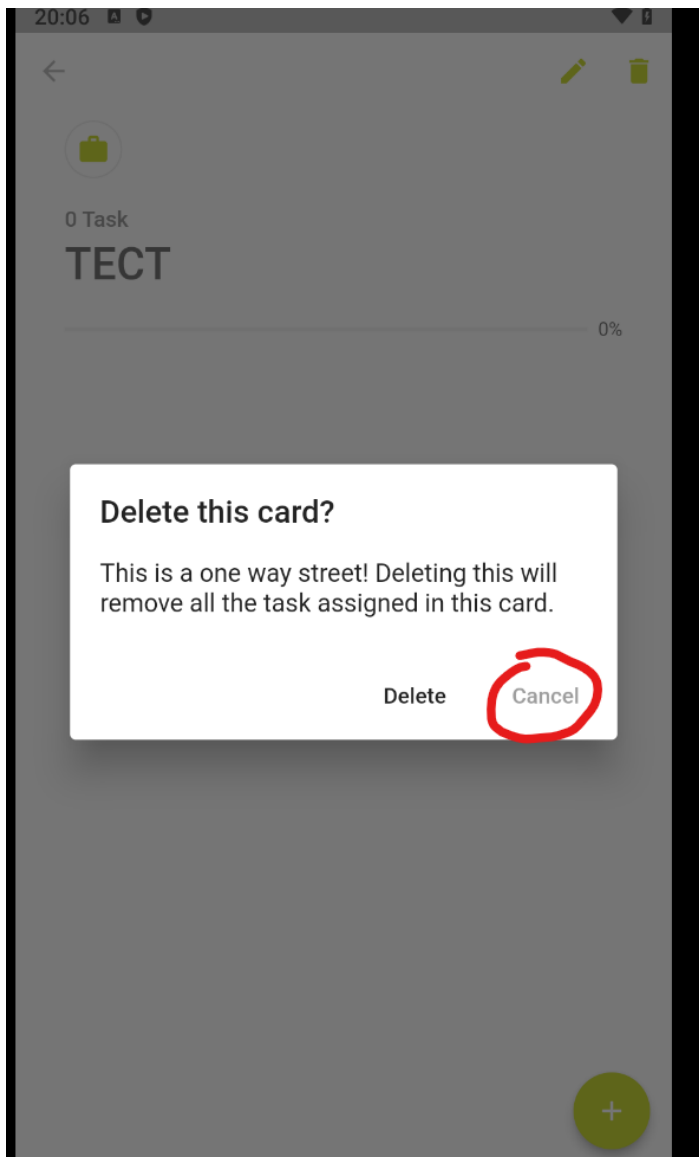 20:06
0 Task
ТЕСТ
0%
Delete this card?
This is a one way street! Deleting this will
remove all the task assigned in this card.
Delete
Cancel